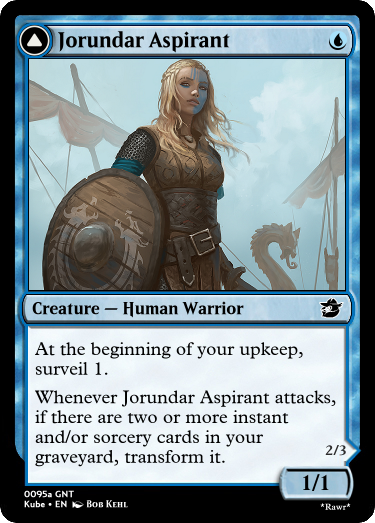 Jorundar Aspirant
Creature — Human Warrior
At the beginning of your upkeep,
surveil 1.
Whenever Jorundar Aspirant attacks,
if there are two or more instant
and/or sorcery cards in your
graveyard, transform it.
2/3
1/1
0095a GNT
Kube • EN Bob Kehl
*Rawr*